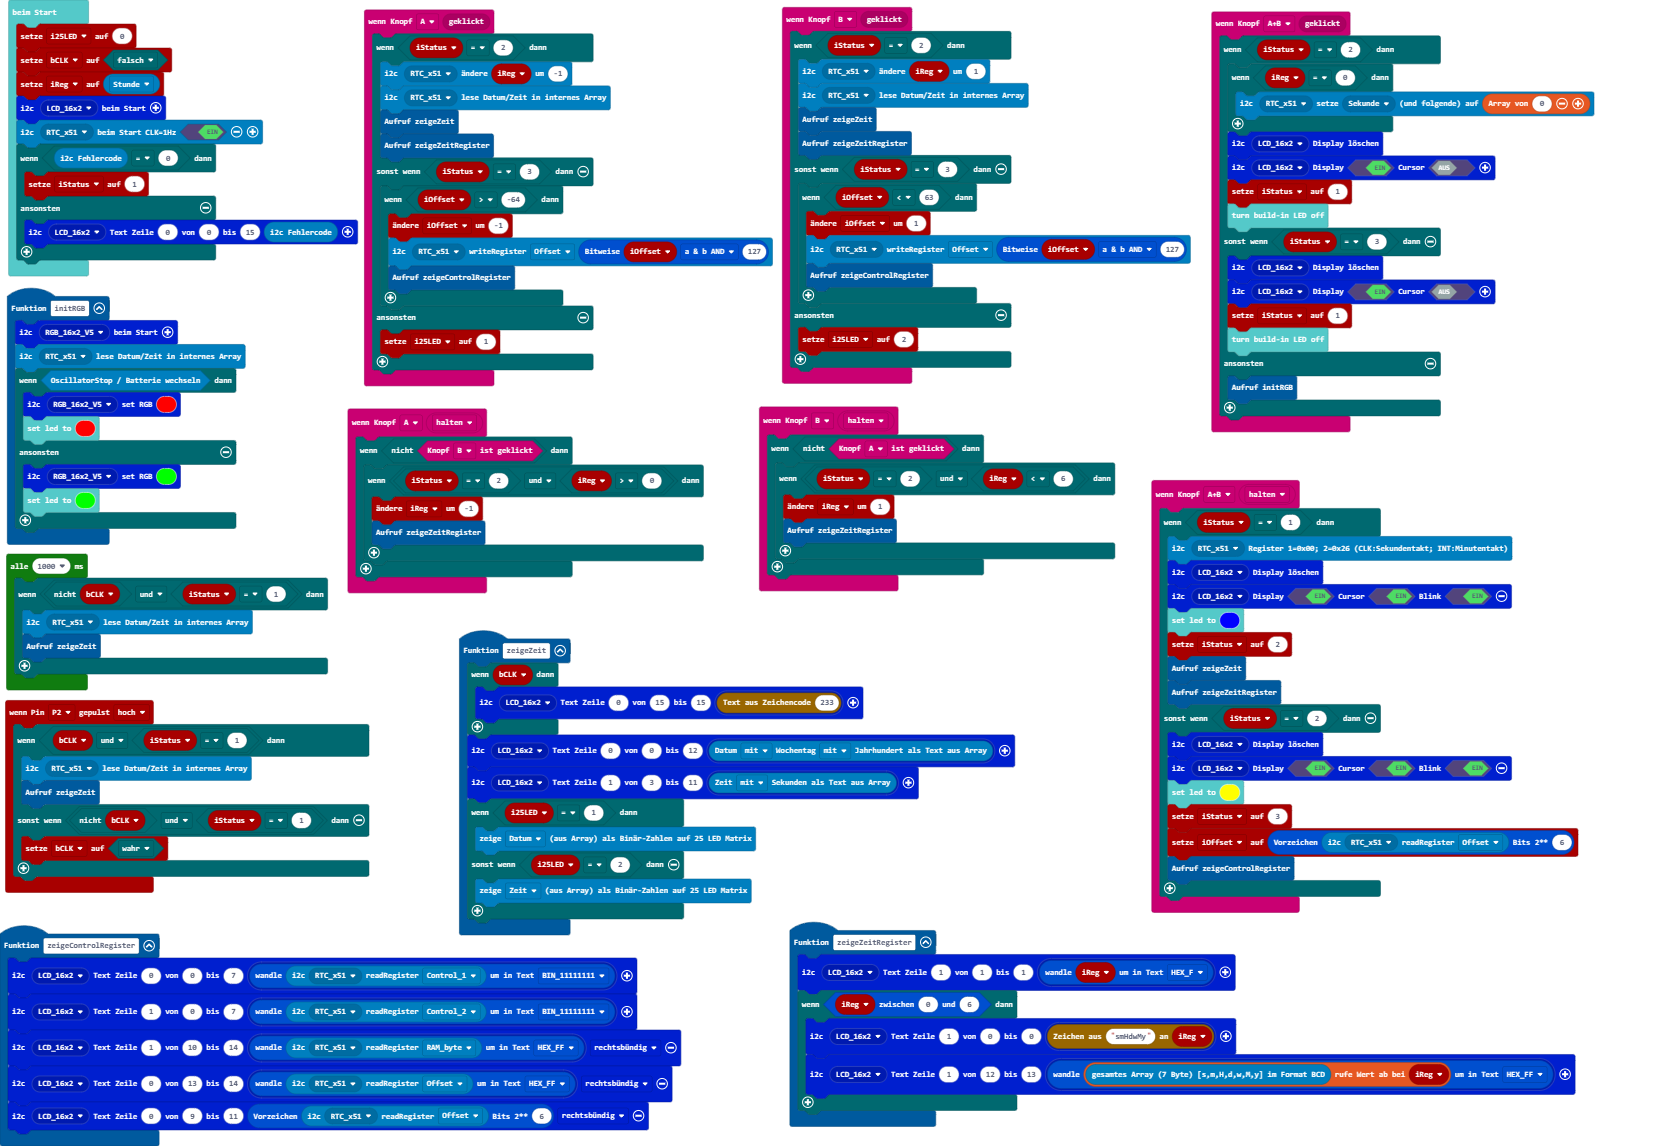 beim Start
setze i25LED auf 0
setze bCLK auf falsch
setze iReg auf Stunde
i2c LCD_16x2 beim Start
i2c RTC_x51 beim Start CLK=1Hz EIN
wenn i2c Fehlercode = 0 dann
setze iStatus auf 1
ansonsten
i2c LCD_16x2 Text Zeile 0 von 0 bis 15 i2c Fehlercode
Funktion initRGB
i2c RGB_16x2_V5 beim Start
i2c RTC_x51 lese Datum/Zeit in internes Array
wenn OscillatorStop / Batterie wechseln dann
i2c RGB_16x2_V5 set RGB
set led to
ansonsten
i2c RGB_16x2_V5 set RGB
set led to
alle 1000 ms
wenn nicht bCLK und iStatus = 1 dann
i2c RTC_x51 lese Datum/Zeit in internes Array
Aufruf zeigeZeit
wenn Pin P2 gepulst hoch
wenn bCLK und iStatus = 1 dann
i2c RTC_x51 lese Datum/Zeit in internes Array
Aufruf zeigeZeit
sonst wenn nicht bCLK und iStatus = 1 dann
setze bCLK auf wahr
wenn Knopf A geklickt
wenn iStatus = 2 dann
i2c RTC_x51 ändere iReg um -1
i2c RTC_x51 lese Datum/Zeit in internes Array
Aufruf zeigeZeit
Aufruf zeigeZeitRegister
sonst wenn iStatus = 3 dann
wenn iOffset > -64 dann
ändere iOffset um -1
i2c RTC_x51 writeRegister Offset Bitweise iOffset a & b AND 127
Aufruf zeigeControlRegister
ansonsten
setze i25LED auf 1
wenn Knopf A halten
wenn nicht Knopf B ist geklickt dann
wenn iStatus = 2 und iReg > 0 dann
ändere iReg um -1
Aufruf zeigeZeitRegister
Funktion zeigeZeit
wenn bCLK dann
i2c LCD_16x2 Text Zeile 0 von 15 bis 15 Text aus Zeichencode 233
i2c LCD_16x2 Text Zeile 0 von 0 bis 12 Datum mit Wochentag mit Jahrhundert als Text aus Array
i2c LCD_16x2 Text Zeile 1 von 3 bis 11 Zeit mit Sekunden als Text aus Array
wenn i25LED = 1 dann
zeige Datum (aus Array) als Binär-Zahlen auf 25 LED Matrix
sonst wenn i25LED = 2 dann
zeige Zeit (aus Array) als Binär-Zahlen auf 25 LED Matrix
wenn Knopf B geklickt
wenn iStatus = 2 dann
i2c RTC_x51 ändere iReg um 1
i2c RTC_x51 lese Datum/Zeit in internes Array
Aufruf zeigeZeit
Aufruf zeigeZeitRegister
sonst wenn iStatus = 3 dann
wenn iOffset < 63 dann
ändere iOffset um 1
i2c RTC_x51 writeRegister Offset Bitweise iOffset a & b AND 127
Aufruf zeigeControlRegister
ansonsten
setze i25LED auf 2
wenn Knopf B halten
wenn nicht Knopf A ist geklickt dann
wenn iStatus = 2 und iReg < 6 dann
ändere iReg um 1
Aufruf zeigeZeitRegister
wenn Knopf A+B geklickt
wenn iStatus = 2 dann
wenn iReg = 0 dann
i2c RTC_x51 setze Sekunde (und folgende) auf Array von 0
i2c LCD_16x2 Display löschen
i2c LCD_16x2 Display EIN Cursor AUS
setze iStatus auf 1
turn build-in LED off
sonst wenn iStatus = 3 dann
i2c LCD_16x2 Display löschen
i2c LCD_16x2 Display EIN Cursor AUS
setze iStatus auf 1
turn build-in LED off
ansonsten
Aufruf initRGB
wenn Knopf A+B halten
wenn iStatus = 1 dann
i2c RTC_x51 Register 1=0x00; 2=0x26 (CLK:Sekundentakt; INT:Minutentakt)
i2c LCD_16x2 Display löschen
i2c LCD_16x2 Display EIN Cursor EIN Blink EIN
set led to
setze iStatus auf 2
Aufruf zeigeZeit
Aufruf zeigeZeitRegister
sonst wenn iStatus = 2 dann
i2c LCD_16x2 Display löschen
i2c LCD_16x2 Display EIN Cursor EIN Blink EIN
set led to
setze iStatus auf 3
setze iOffset auf Vorzeichen i2c RTC_x51 readRegister Offset Bits 2** 6
Aufruf zeigeControlRegister
Funktion zeigeControlRegister
i2c LCD_16x2 Text Zeile 0 von 0 bis 7 wandle i2c RTC_x51 readRegister Control_1 um in Text BIN_11111111
i2c LCD_16x2 Text Zeile 1 von 0 bis 7 wandle i2c RTC_x51 readRegister Control_2 um in Text BIN_11111111
i2c LCD_16x2 Text Zeile 1 von 10 bis 14 wandle i2c RTC_x51 readRegister RAM_byte um in Text HEX_FF rechtsbündig
i2c LCD_16x2 Text Zeile 0 von 13 bis 14 wandle i2c RTC_x51 readRegister Offset um in Text HEX_FF rechtsbündig
i2c LCD_16x2 Text Zeile 0 von 9 bis 11 Vorzeichen i2c RTC_x51 readRegister Offset Bits 2** 6 rechtsbündig
Funktion zeigeZeitRegister
i2c LCD_16x2 Text Zeile 1 von 1 bis 1 wandle iReg um in Text HEX_F
wenn iReg zwischen 0 und 6 dann
i2c LCD_16x2 Text Zeile 1 von 0 bis 0 Zeichen aus "smHdwMy" an iReg
i2c LCD_16x2 Text Zeile 1 von 12 bis 13 wandle gesamtes Array (7 Byte) [s,m,H,d,w,M,y] im Format BCD rufe Wert ab bei iReg um in Text HEX_FF